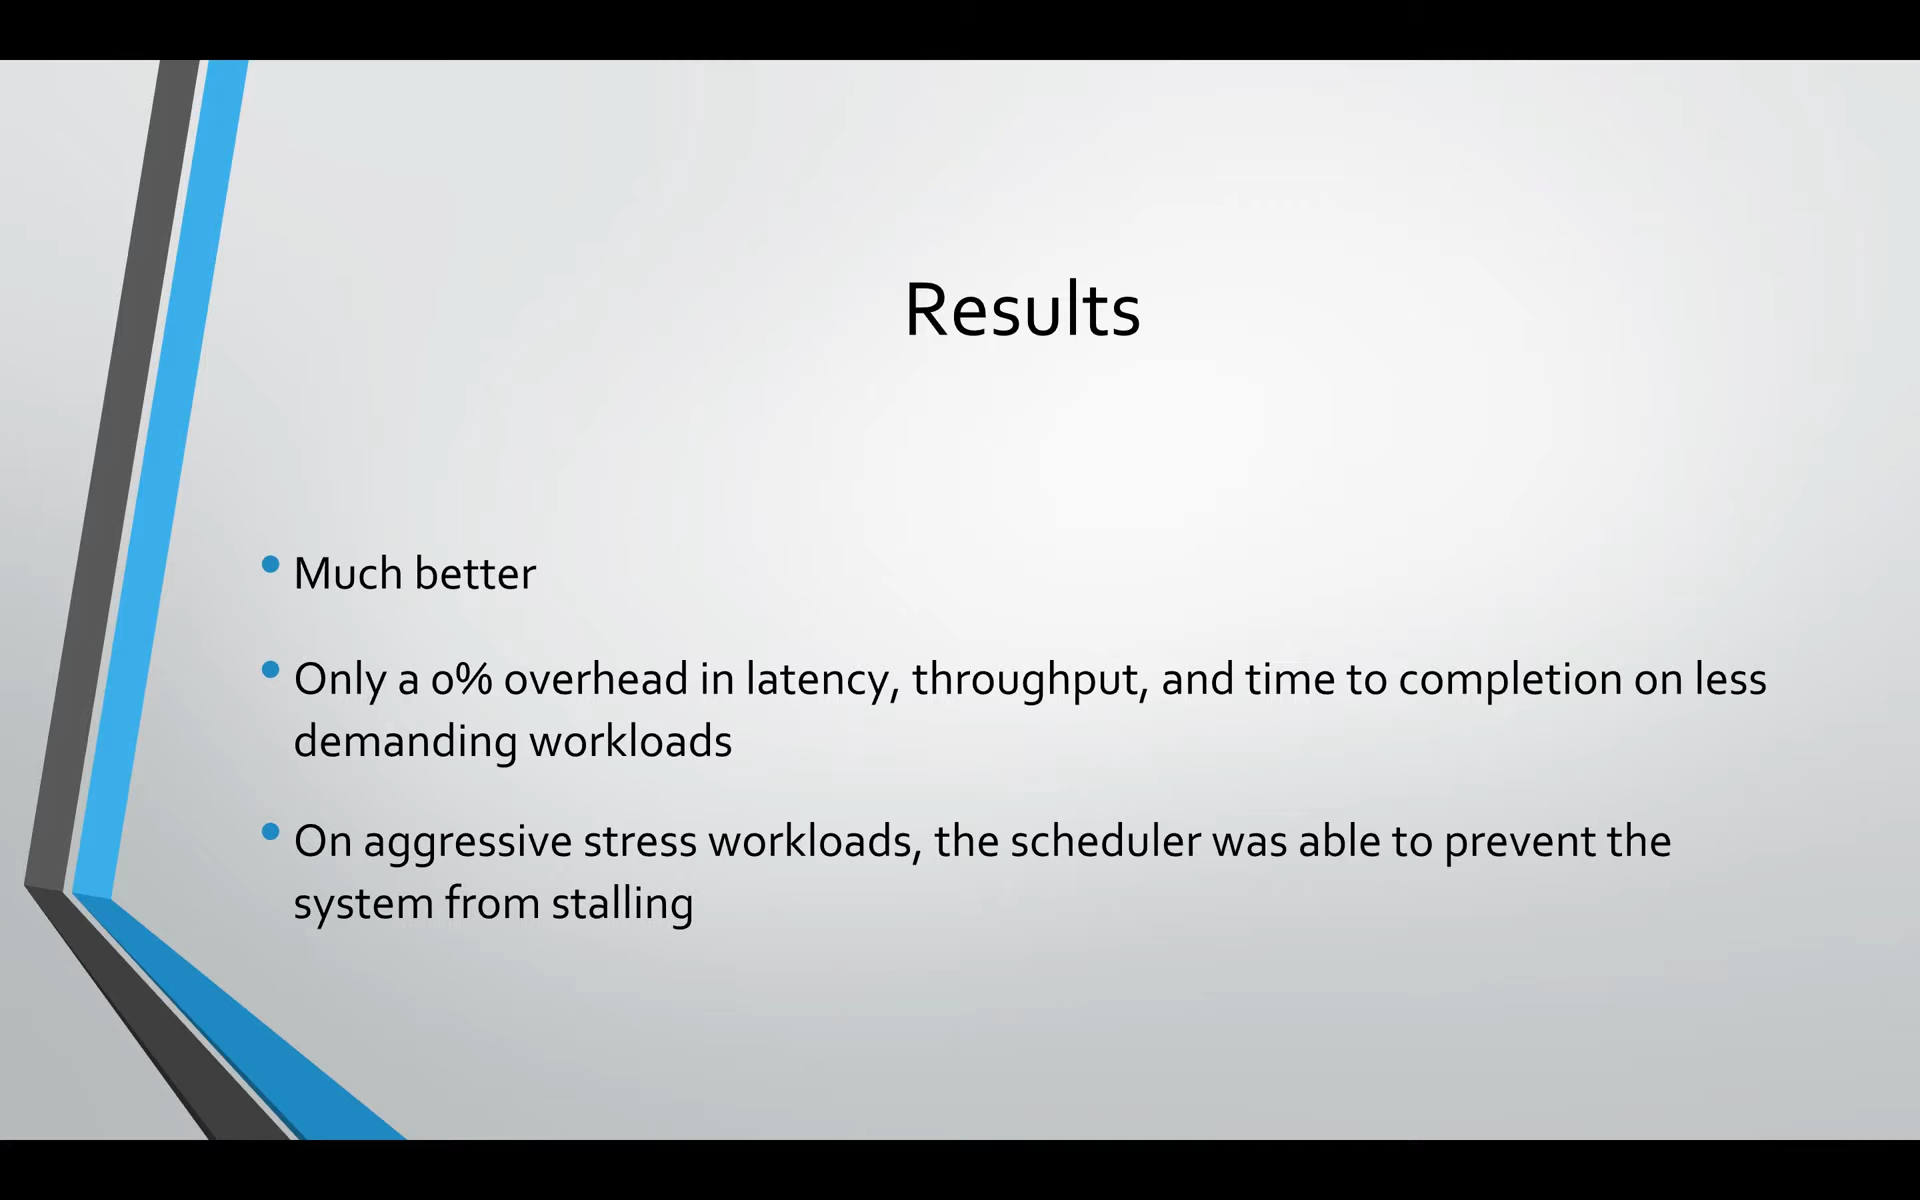 Results
• Much better
• Only a 0% overhead in latency, throughput, and time to completion on less
demanding workloads
• On aggressive stress workloads, the scheduler was able to prevent the
system from stalling